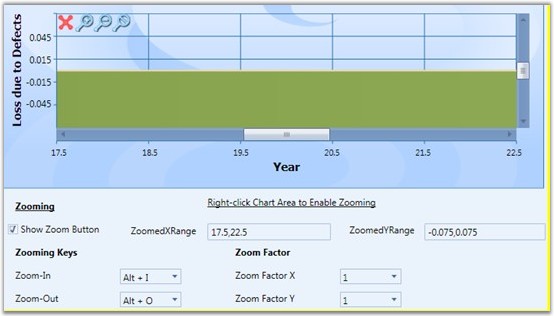 Loss due to Defects
0.045
0.015
-0.015
-0.045
17.5 18.5 19.5 20.5 21.5 22.5
Year
Zooming
Right-click Chart Area to Enable Zooming
Show Zoom Button
ZoomedXRange 17.5,22.5
ZoomedYRange -0.075,0.075
Zooming Keys
Zoom Factor
Zoom-In Alt + I
Zoom Factor X 1
Zoom-Out Alt + O
Zoom Factor Y 1